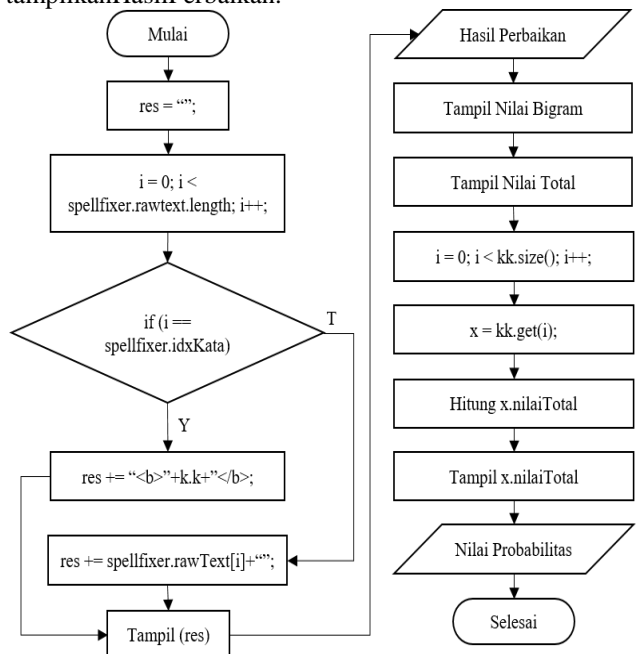 tampilkanHasilPerbaikan.
Mulai
res = “”;
i = 0; i <
spellfixer.rawtext.length; i++;
if (i ==
spellfixer.idxKata)
T
Y
res += “<b>”+k.k+”</b>;
res += spellfixer.rawText[i]+“”;
Tampil (res)
Hasil Perbaikan
Tampil Nilai Bigram
Tampil Nilai Total
i = 0; i < kk.size(); i++;
x = kk.get(i);
Hitung x.nilaiTotal
Tampil x.nilaiTotal
Nilai Probabilitas
Selesai